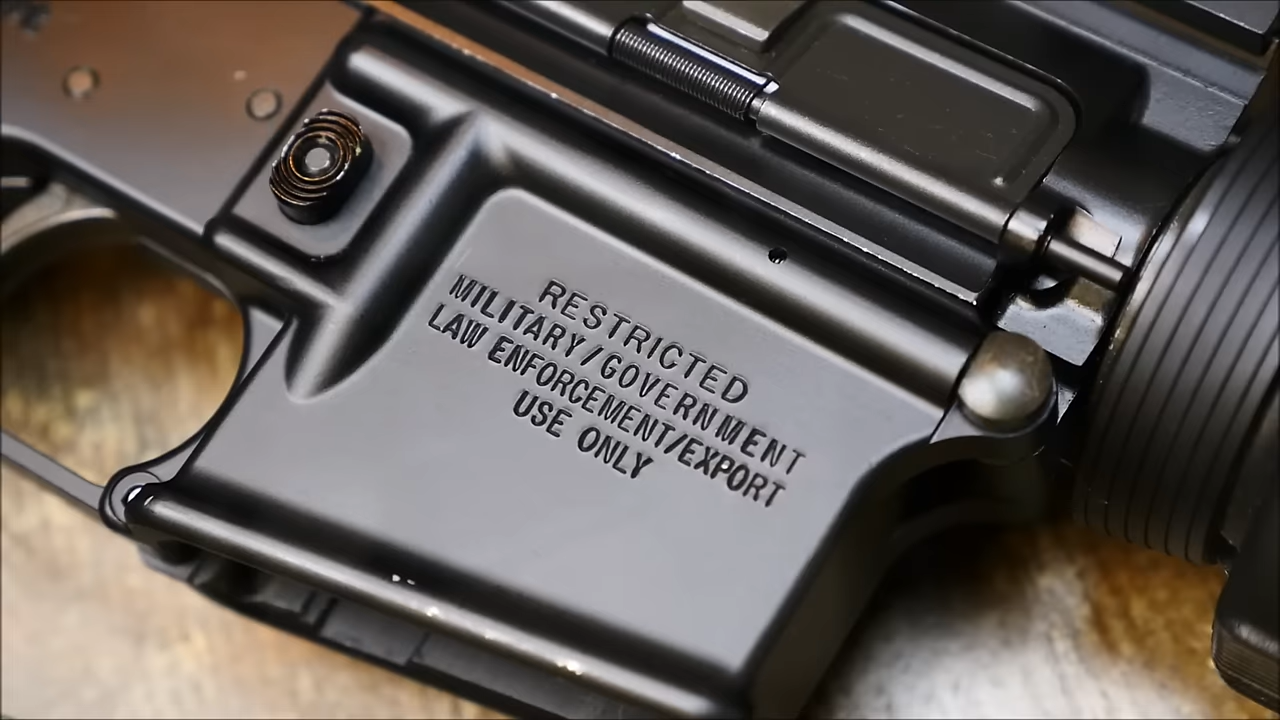 RESTRICTED
MILITARY/GOVERNMENT
LAW ENFORCEMENT/EXPORT
USE ONLY